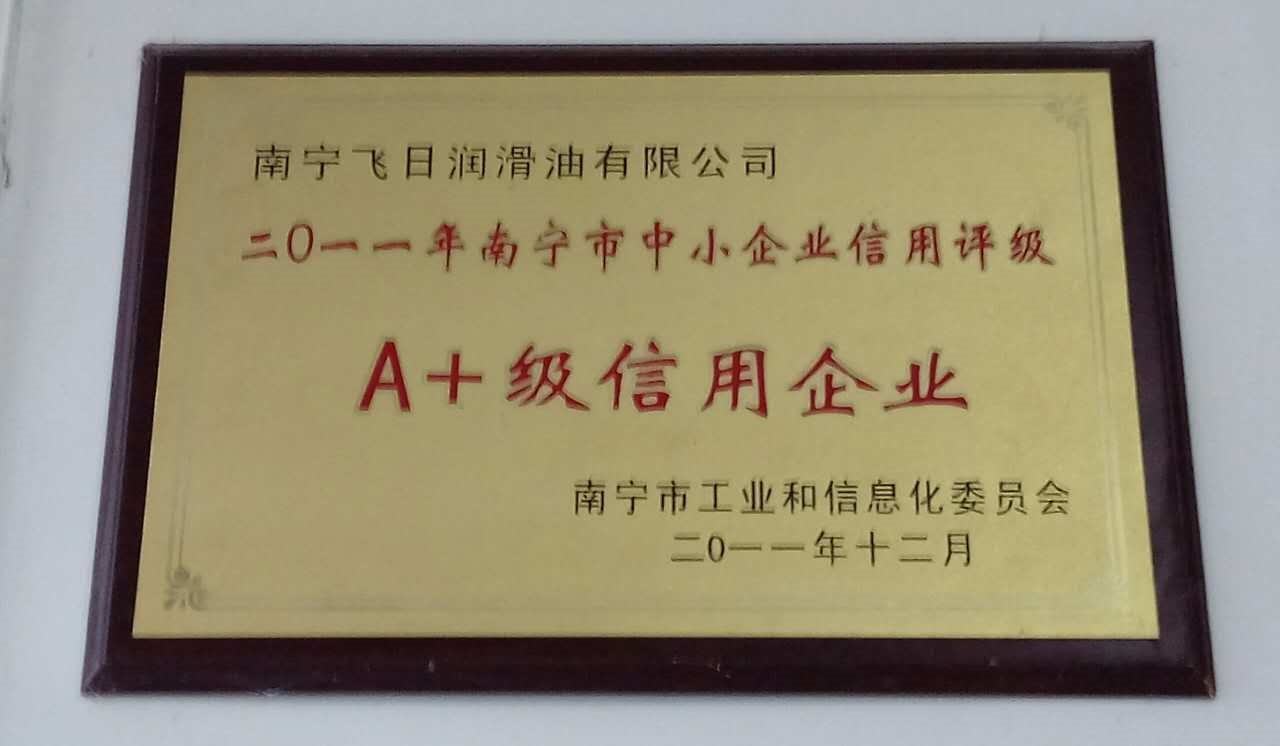 南宁飞日润滑油有限公司
二0一一年南宁市中小企业信用评级
A+级信用企业
南宁市工业和信息化委员会
二0一一年十二月